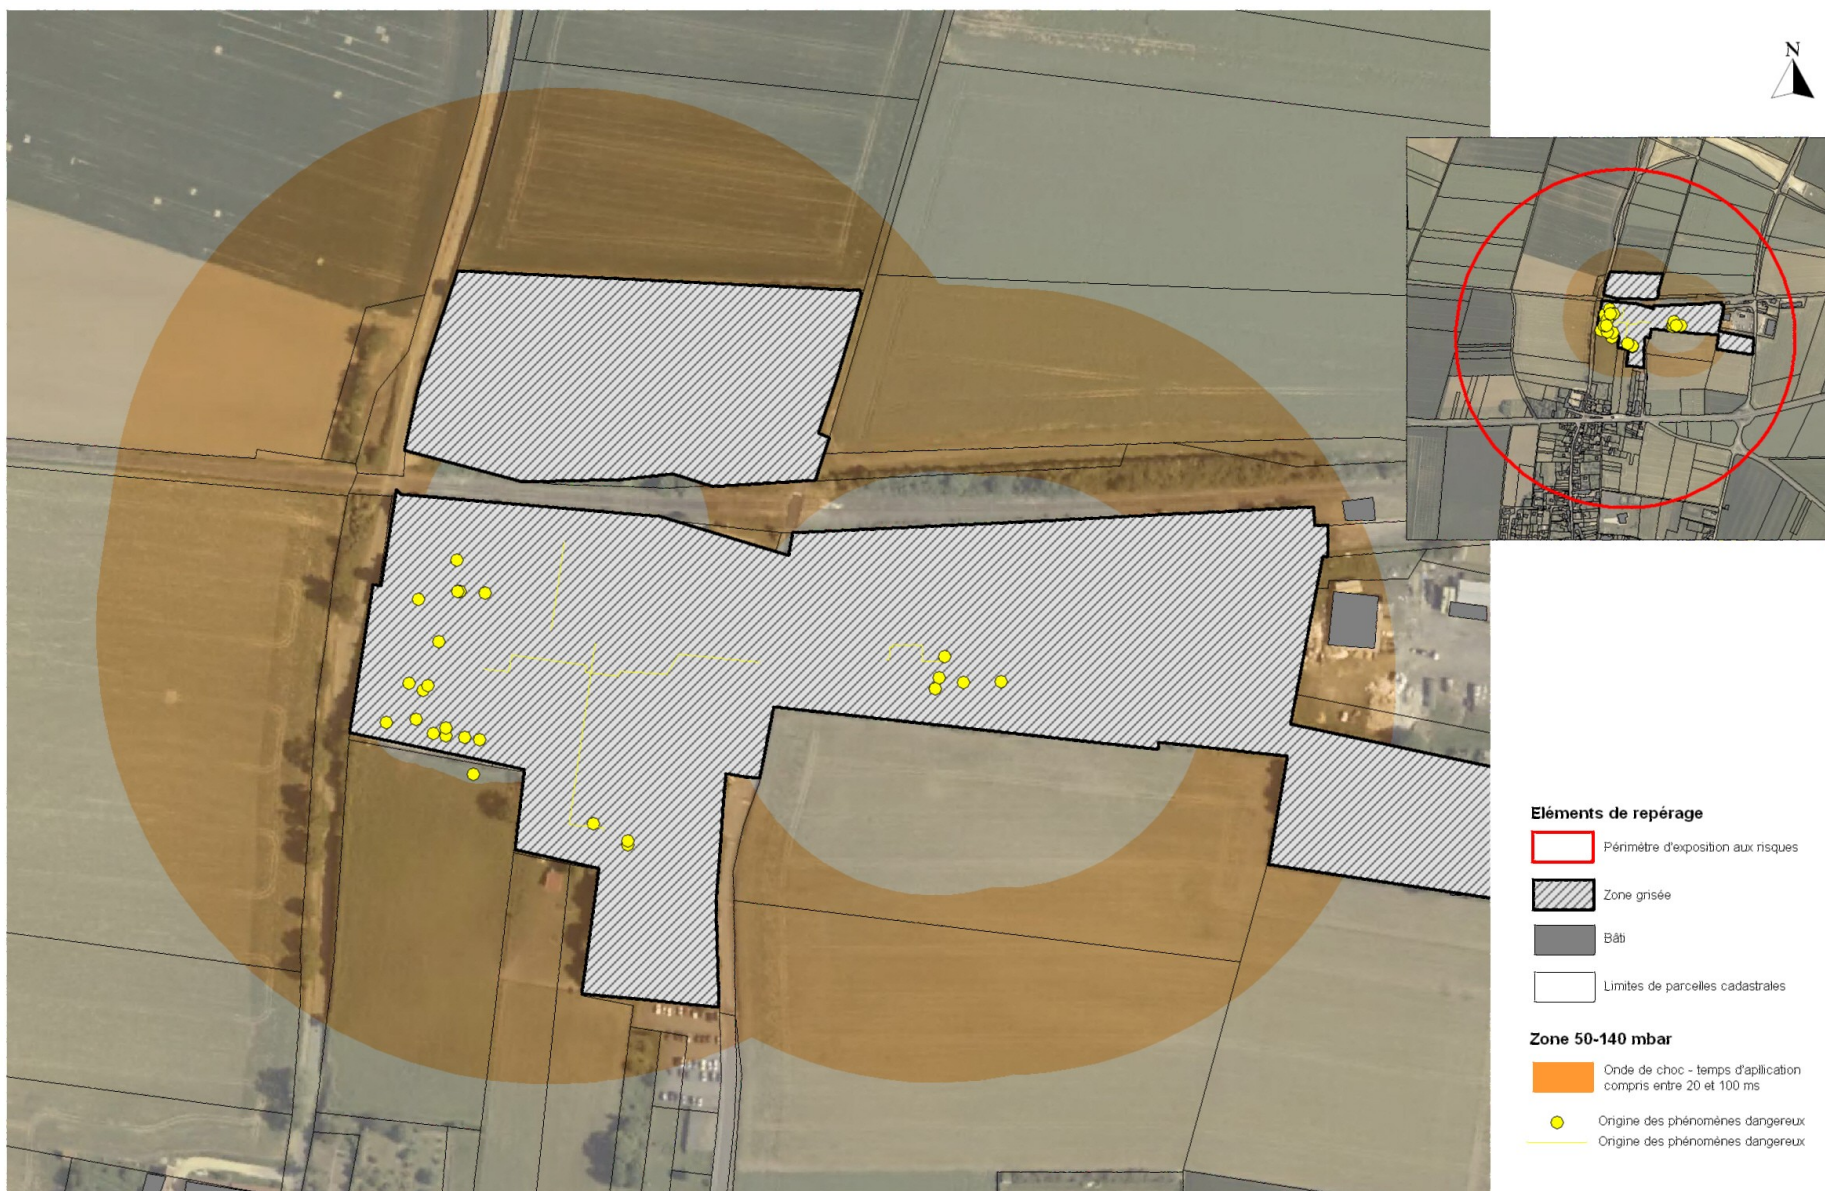 N
Eléments de repérage
Périmètre d'exposition aux risques
Zone grisée
Bâti
Limites de parcelles cadastrales
Zone 50-140 mbar
Onde de choc - temps d'apllication
compris entre 20 et 100 ms
Origine des phénomènes dangereux
Origine des phénomènes dangereux